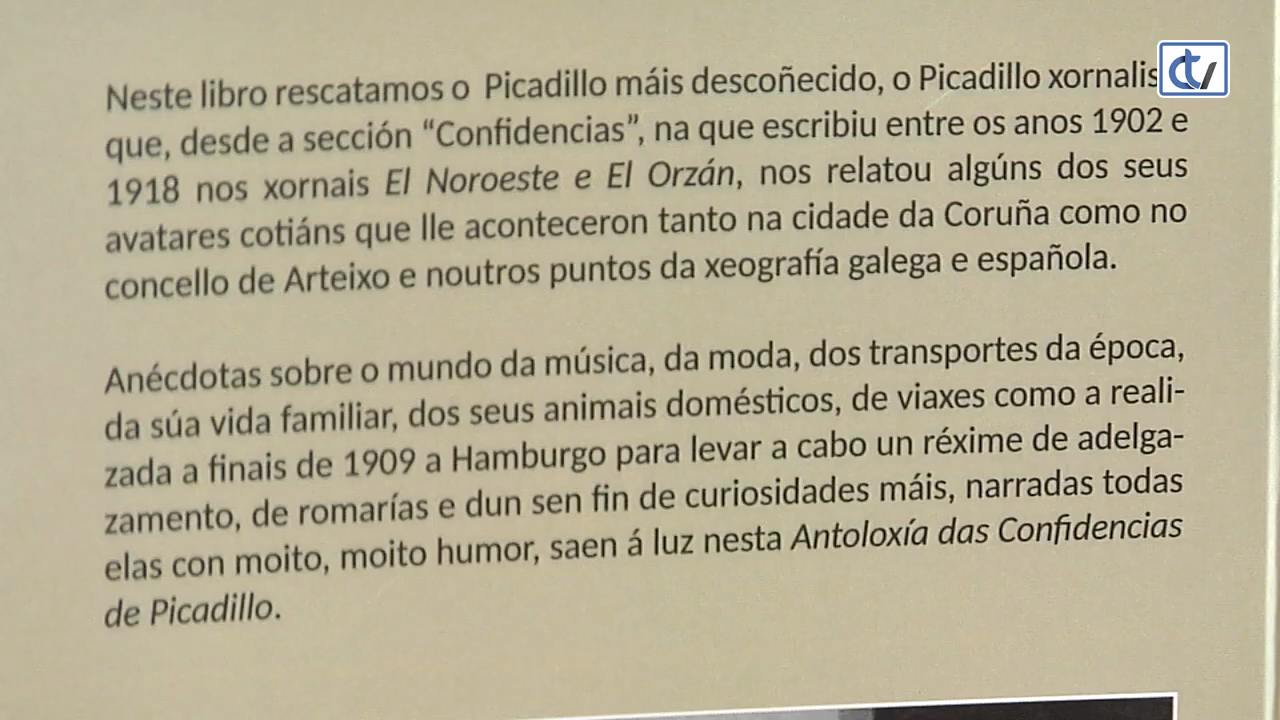 Neste libro rescatamos o Picadillo máis descoñecido, o Picadillo xornalis
que, desde a sección “Confidencias”, na que escribiu entre os anos 1902 e
1918 nos xornais El Noroeste e El Orzán, nos relatou algúns dos seus
avatares cotiáns que lle aconteceron tanto na cidade da Coruña como no
concello de Arteixo e noutros puntos da xeografía galega e española.
Anécdotas sobre o mundo da música, da moda, dos transportes da época,
da súa vida familiar, dos seus animais domésticos, de viaxes como a reali-
zada a finais de 1909 a Hamburgo para levar a cabo un réxime de adelga-
zamento, de romarías e dun sen fin de curiosidades máis, narradas todas
elas con moito, moito humor, saen á luz nesta Antoloxía das Confidencias
de Picadillo.